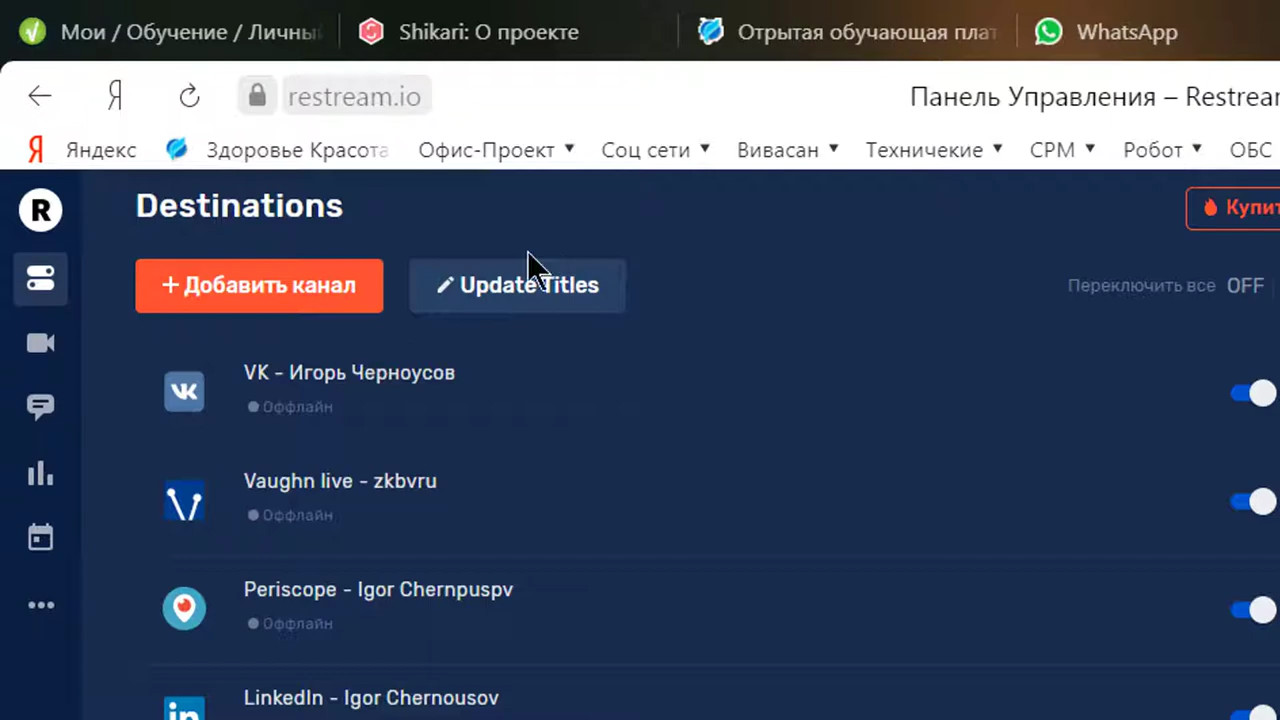 Мои / Обучение / Личный
Shikari: О проекте
Отрытая обучающая плат
WhatsApp
restream.io
Панель Управления – Restream
Яндекс
Здоровье Красота
Офис-Проект
Соц сети
Вивасан
Техничекие
СРМ
Робот
ОБС
R
Destinations
Купит
+ Добавить канал
Update Titles
Переключить все OFF
VK - Игорь Черноусов
Оффлайн
Vaughn live - zkbvru
Оффлайн
Periscope - Igor Chernpuspv
Оффлайн
LinkedIn - Igor Chernousov